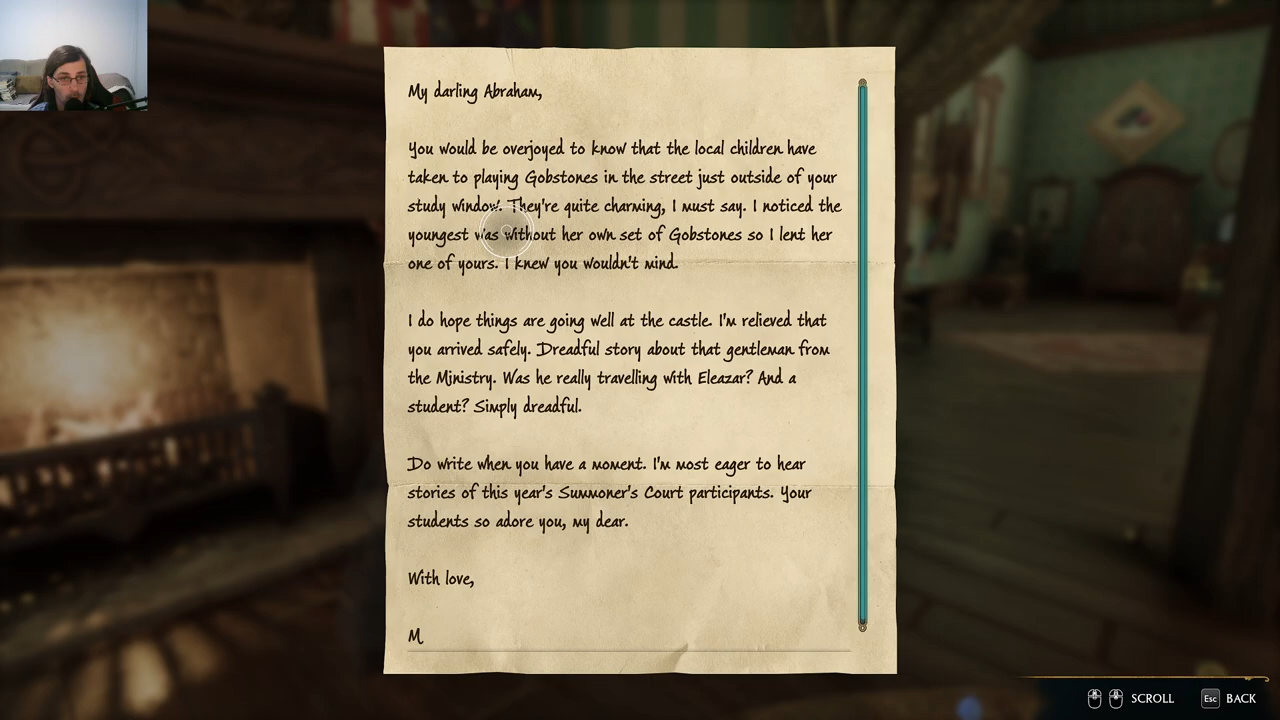 My darling Abraham,
You would be overjoyed to know that the local children have
taken to playing Gobstones in the street just outside of your
study window. They're quite charming, I must say. I noticed the
youngest was without her own set of Gobstones so I lent her
one of yours. I knew you wouldn't mind.
I do hope things are going well at the castle. I'm relieved that
you arrived safely. Dreadful story about that gentleman from
the Ministry. Was he really travelling with Eleazar? And a
student? Simply dreadful.
Do write when you have a moment. I'm most eager to hear
stories of this year's Summoner's Court participants. Your
students so adore you, my dear.
With love,
M
SCROLL
Esc BACK